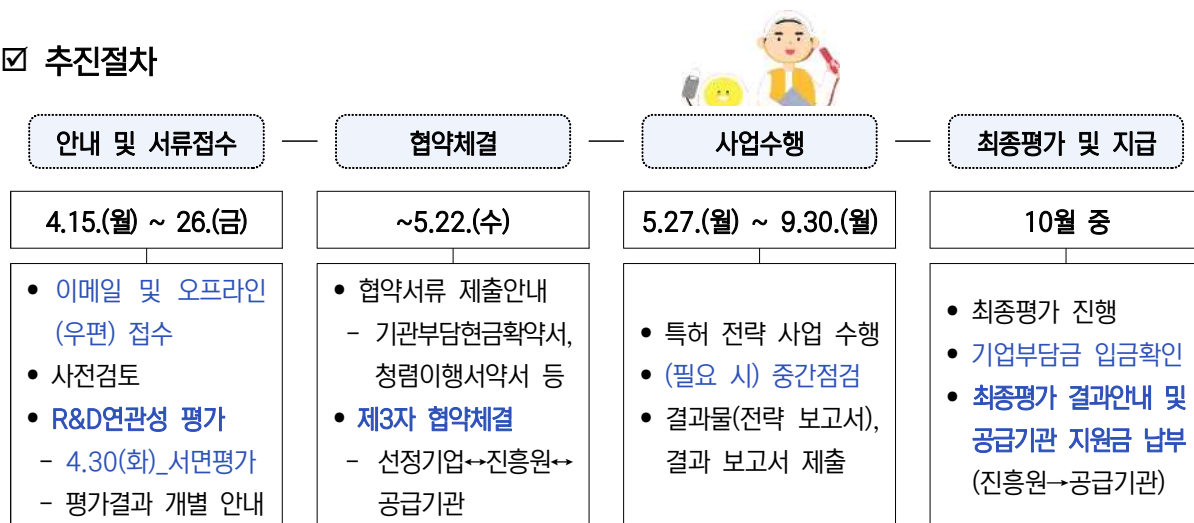 ☑ 추진절차
안내 및 서류접수
4.15.(월) ~ 26.(금)
• 이메일 및 오프라인
(우편) 접수
• 사전검토
• R&D연관성 평가
- 4.30(화)_서면평가
- 평가결과 개별 안내
협약체결
~5.22.(수)
• 협약서류 제출안내
- 기관부담현금확약서,
청렴이행서약서 등
• 제3자 협약체결
- 선정기업↔진흥원↔
공급기관
사업수행
5.27.(월) ~ 9.30.(월)
• 특허 전략 사업 수행
• (필요 시) 중간점검
• 결과물(전략 보고서),
결과 보고서 제출
최종평가 및 지급
10월 중
• 최종평가 진행
• 기업부담금 입금확인
• 최종평가 결과안내 및
공급기관 지원금 납부
(진흥원→공급기관)